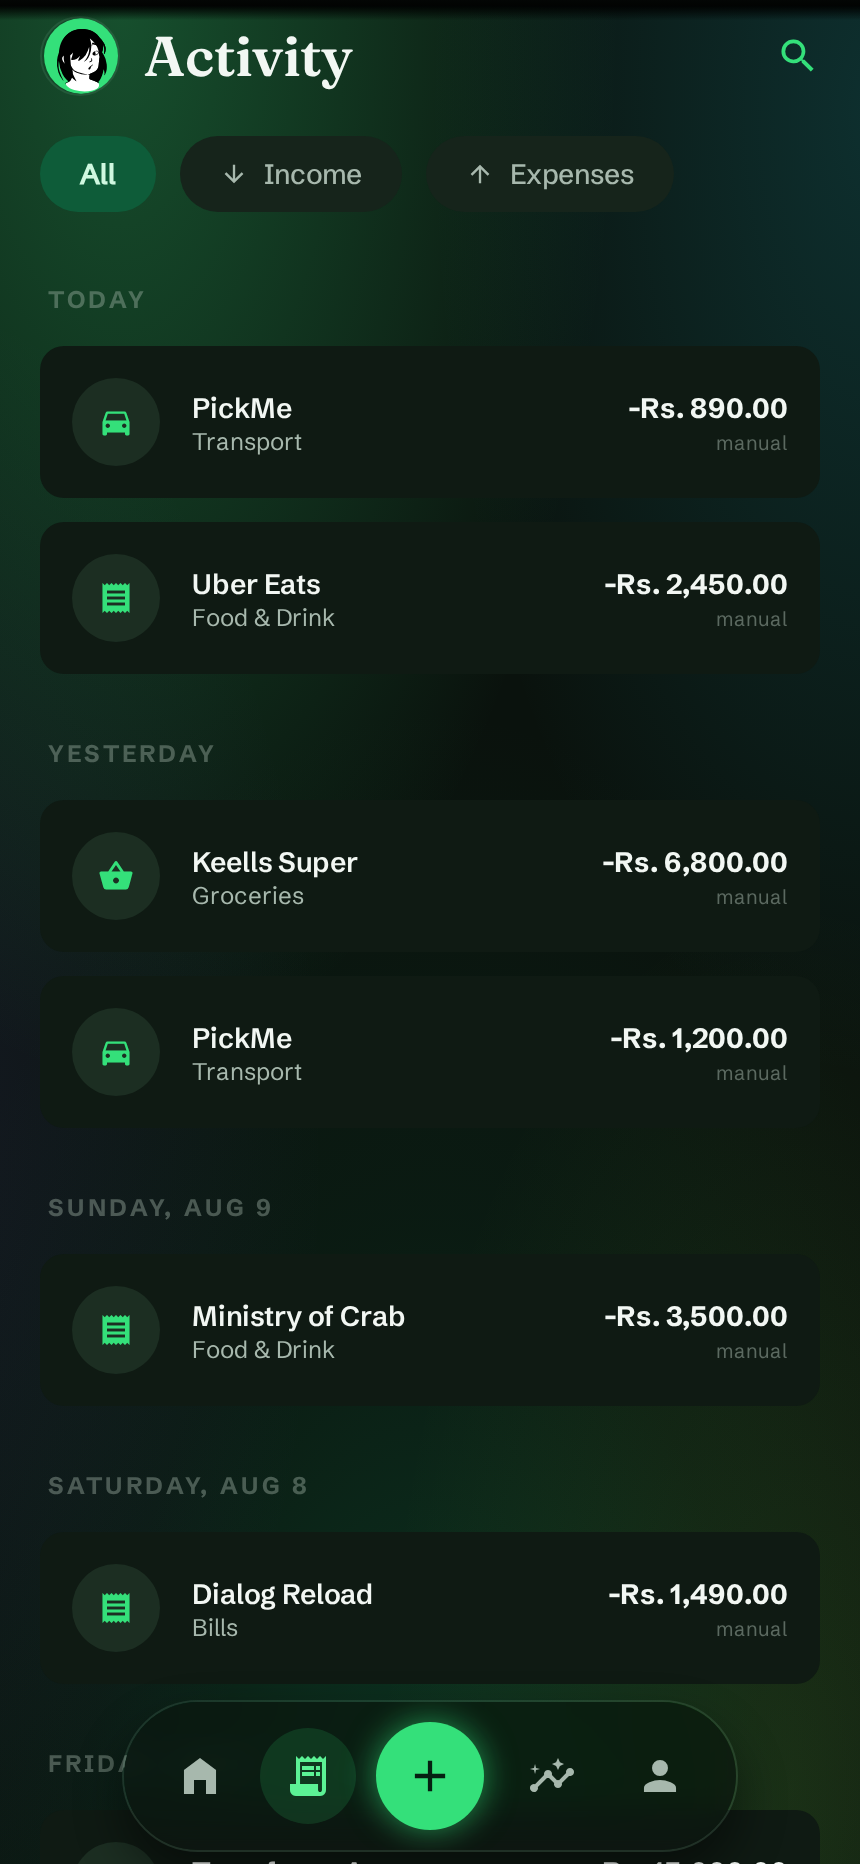 Activity
All
Income
Expenses
TODAY
PickMe
-Rs. 890.00
Transport
manual
Uber Eats
-Rs. 2,450.00
Food & Drink
manual
YESTERDAY
Keells Super
-Rs. 6,800.00
Groceries
manual
PickMe
-Rs. 1,200.00
Transport
manual
SUNDAY, AUG 9
Ministry of Crab
-Rs. 3,500.00
Food & Drink
manual
SATURDAY, AUG 8
Dialog Reload
-Rs. 1,490.00
Bills
manual